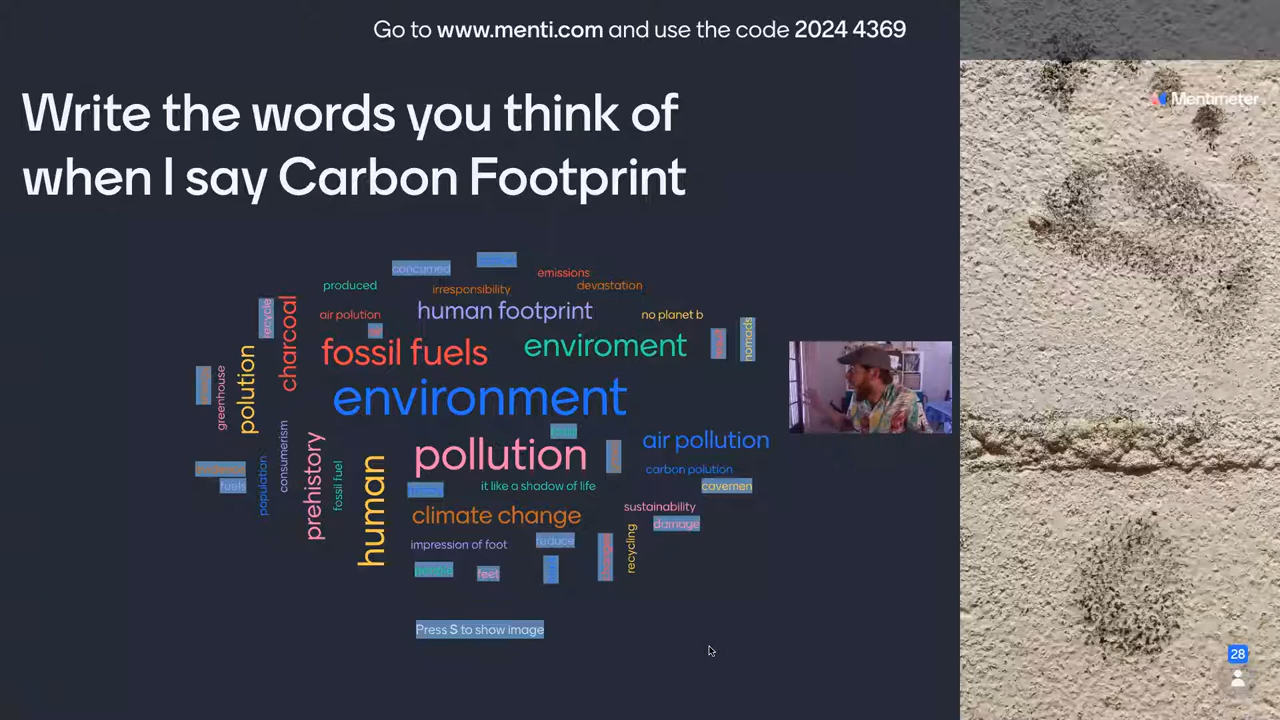 Go to www.menti.com and use the code 2024 4369
Mentimeter
Write the words you think of
when I say Carbon Footprint
concumed
produced
irresponsibility
emissions
devastation
recycle
charcoal
air polution
human footprint
no planet b
nomads
fossil fuels
enviroment
greenhouse
polution
environment
consumerism
pollution
air pollution
carbon polution
fuels
population
prehistory
fossil fuel
human
it like a shadow of life
cavemen
climate change
sustainability
damage
impression of foot
reduce
recycling
feet
Press S to show image
28